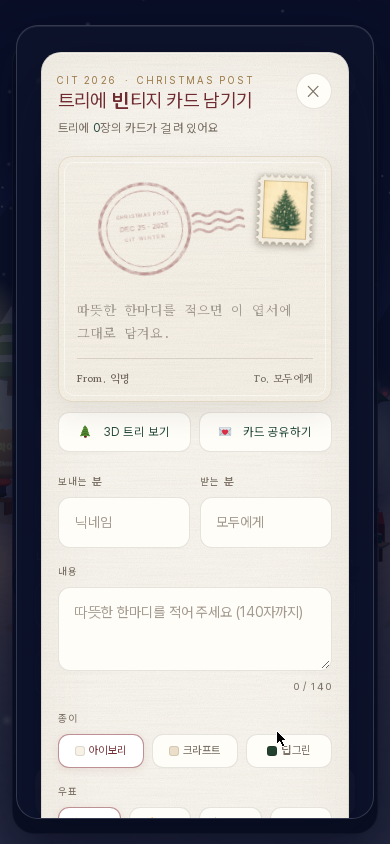 CIT 2026 · CHRISTMAS POST
트리에 빈티지 카드 남기기
트리에 0장의 카드가 걸려있어요
CHRISTMAS POST
DEC 25 · 2026
CIT WINTER
따뜻한 한마디를 적으면 이 엽서에
그대로 담겨요.
From. 익명
To. 모두에게
3D 트리 보기
카드 공유하기
보내는 분
받는 분
닉네임
모두에게
내용
따뜻한 한마디를 적어주세요 (140자까지)
0 / 140
종이
아이보리
크라프트
딥그린
우표